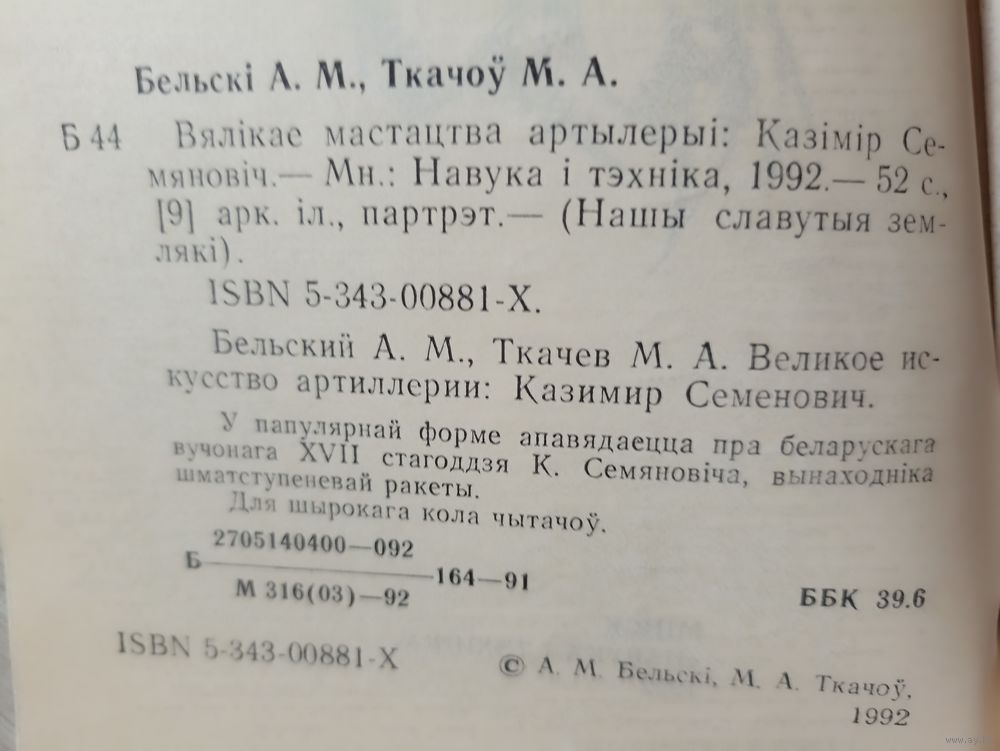 Бельскі А. М., Ткачоў М. А.
Б 44 Вялікае мастацтва артылерыі: Казімір Се-
мяновіч.— Мн.: Навука і тэхніка, 1992.— 52 с.,
[9] арк. іл., партрэт.— (Нашы славутыя зем-
лякі).
ISBN 5-343-00881-X.
Бельский А. М., Ткачев М. А. Великое ис-
кусство артиллерии: Казимир Семенович.
У папулярнай форме апавядаецца пра беларускага
вучонага XVII стагоддзя К. Семяновіча, вынаходніка
шматступеневай ракеты.
Для шырокага кола чытачоў.
2705140400—092
Б 164—91
М 316(03)—92
ББК 39.6
ISBN 5-343-00881-X
© А. М. Бельскі, М. А. Ткачоў,
1992